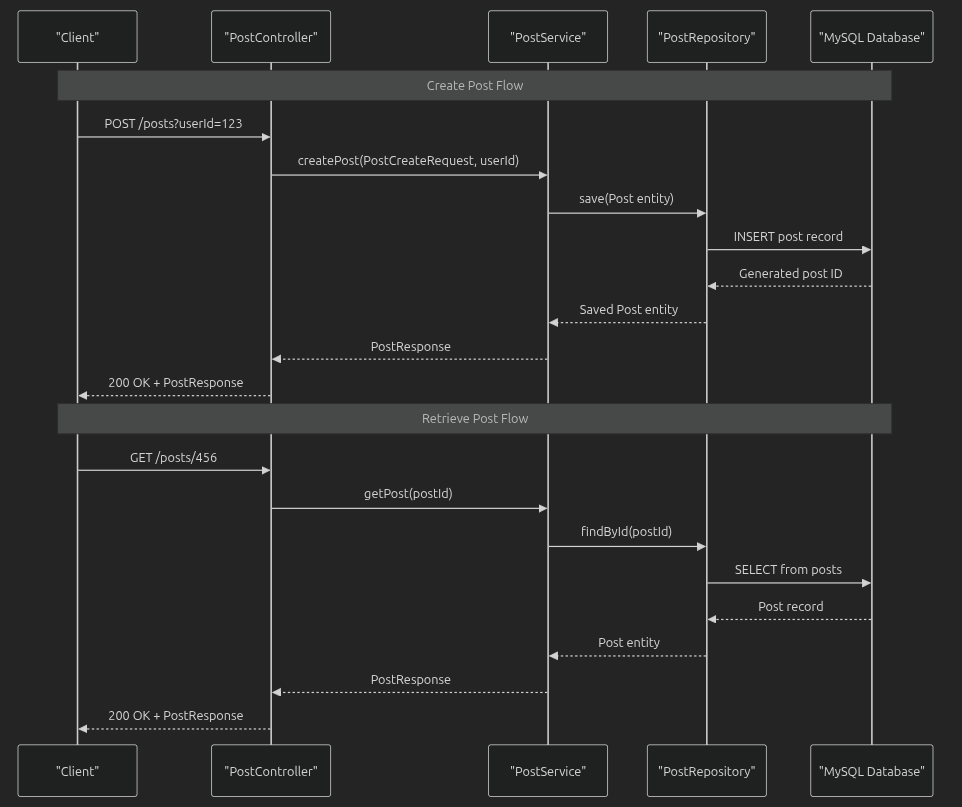 "Client"
"PostController"
"PostService"
"PostRepository"
"MySQL Database"
Create Post Flow
POST /posts?userId=123
createPost(PostCreateRequest, userId)
save(Post entity)
INSERT post record
Generated post ID
Saved Post entity
PostResponse
200 OK + PostResponse
Retrieve Post Flow
GET /posts/456
getPost(postId)
findById(postId)
SELECT from posts
Post record
Post entity
PostResponse
200 OK + PostResponse
"Client"
"PostController"
"PostService"
"PostRepository"
"MySQL Database"